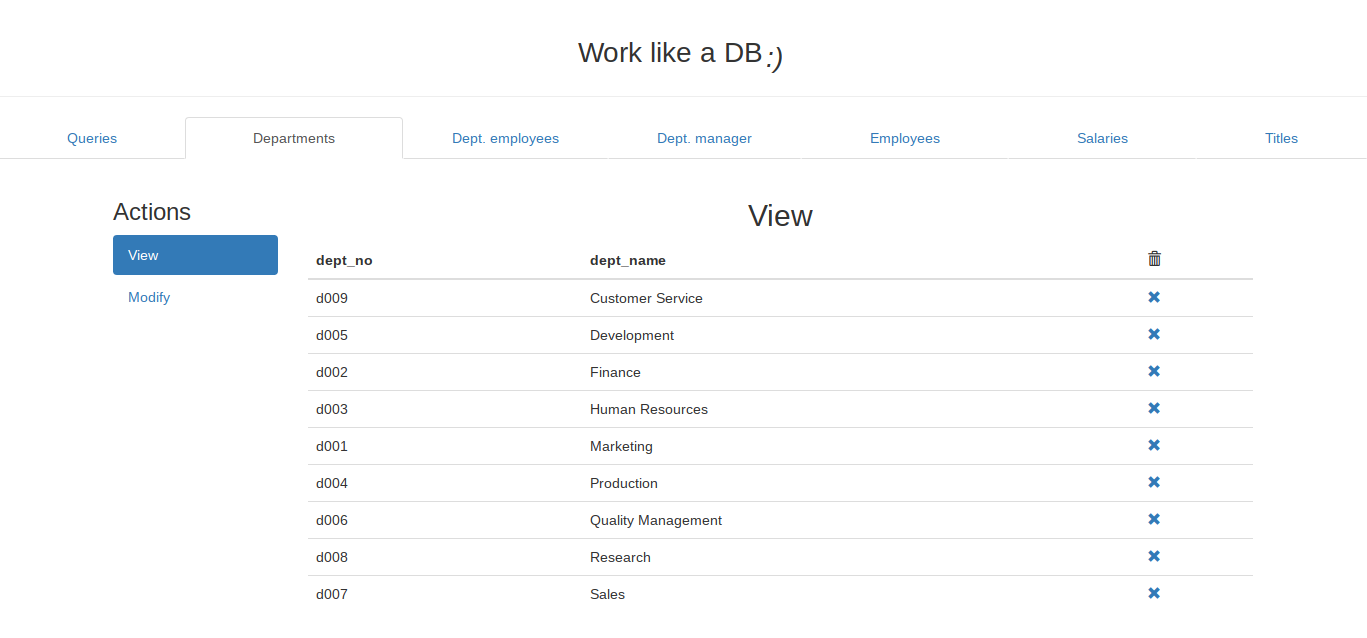 Work like a DB :)
Queries Departments Dept. employees Dept. manager Employees Salaries Titles
Actions
View
Modify
View
dept_no dept_name
d009 Customer Service
d005 Development
d002 Finance
d003 Human Resources
d001 Marketing
d004 Production
d006 Quality Management
d008 Research
d007 Sales